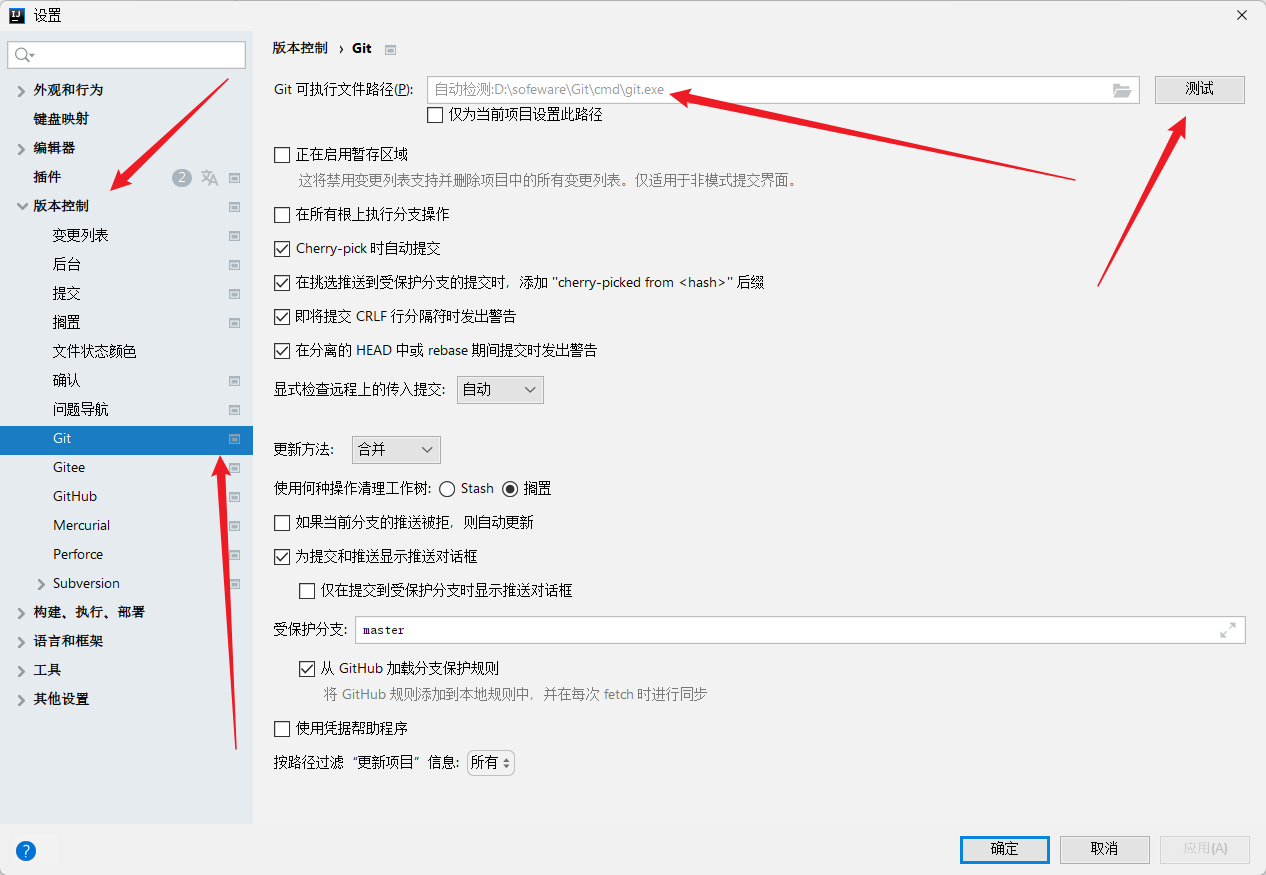 设置
外观和行为
键盘映射
编辑器
插件 2
版本控制
变更列表
后台
提交
搁置
文件状态颜色
确认
问题导航
Git
Gitee
GitHub
Mercurial
Perforce
Subversion
构建、执行、部署
语言和框架
工具
其他设置
版本控制 › Git
Git 可执行文件路径(P): 自动检测:D:\sofeware\Git\cmd\git.exe 测试
仅为当前项目设置此路径
正在启用暂存区域
这将禁用变更列表支持并删除项目中的所有变更列表。仅适用于非模式提交界面。
在所有根上执行分支操作
Cherry-pick 时自动提交
在挑选推送到受保护分支的提交时，添加 "cherry-picked from <hash>" 后缀
即将提交 CRLF 行分隔符时发出警告
在分离的 HEAD 中或 rebase 期间提交时发出警告
显式检查远程上的传入提交: 自动
更新方法: 合并
使用何种操作清理工作树: Stash 搁置
如果当前分支的推送被拒，则自动更新
为提交和推送显示推送对话框
仅在提交到受保护分支时显示推送对话框
受保护分支: master
从 GitHub 加载分支保护规则
将 GitHub 规则添加到本地规则中，并在每次 fetch 时进行同步
使用凭据帮助程序
按路径过滤 “更新项目” 信息: 所有
? 确定 取消 应用(A)